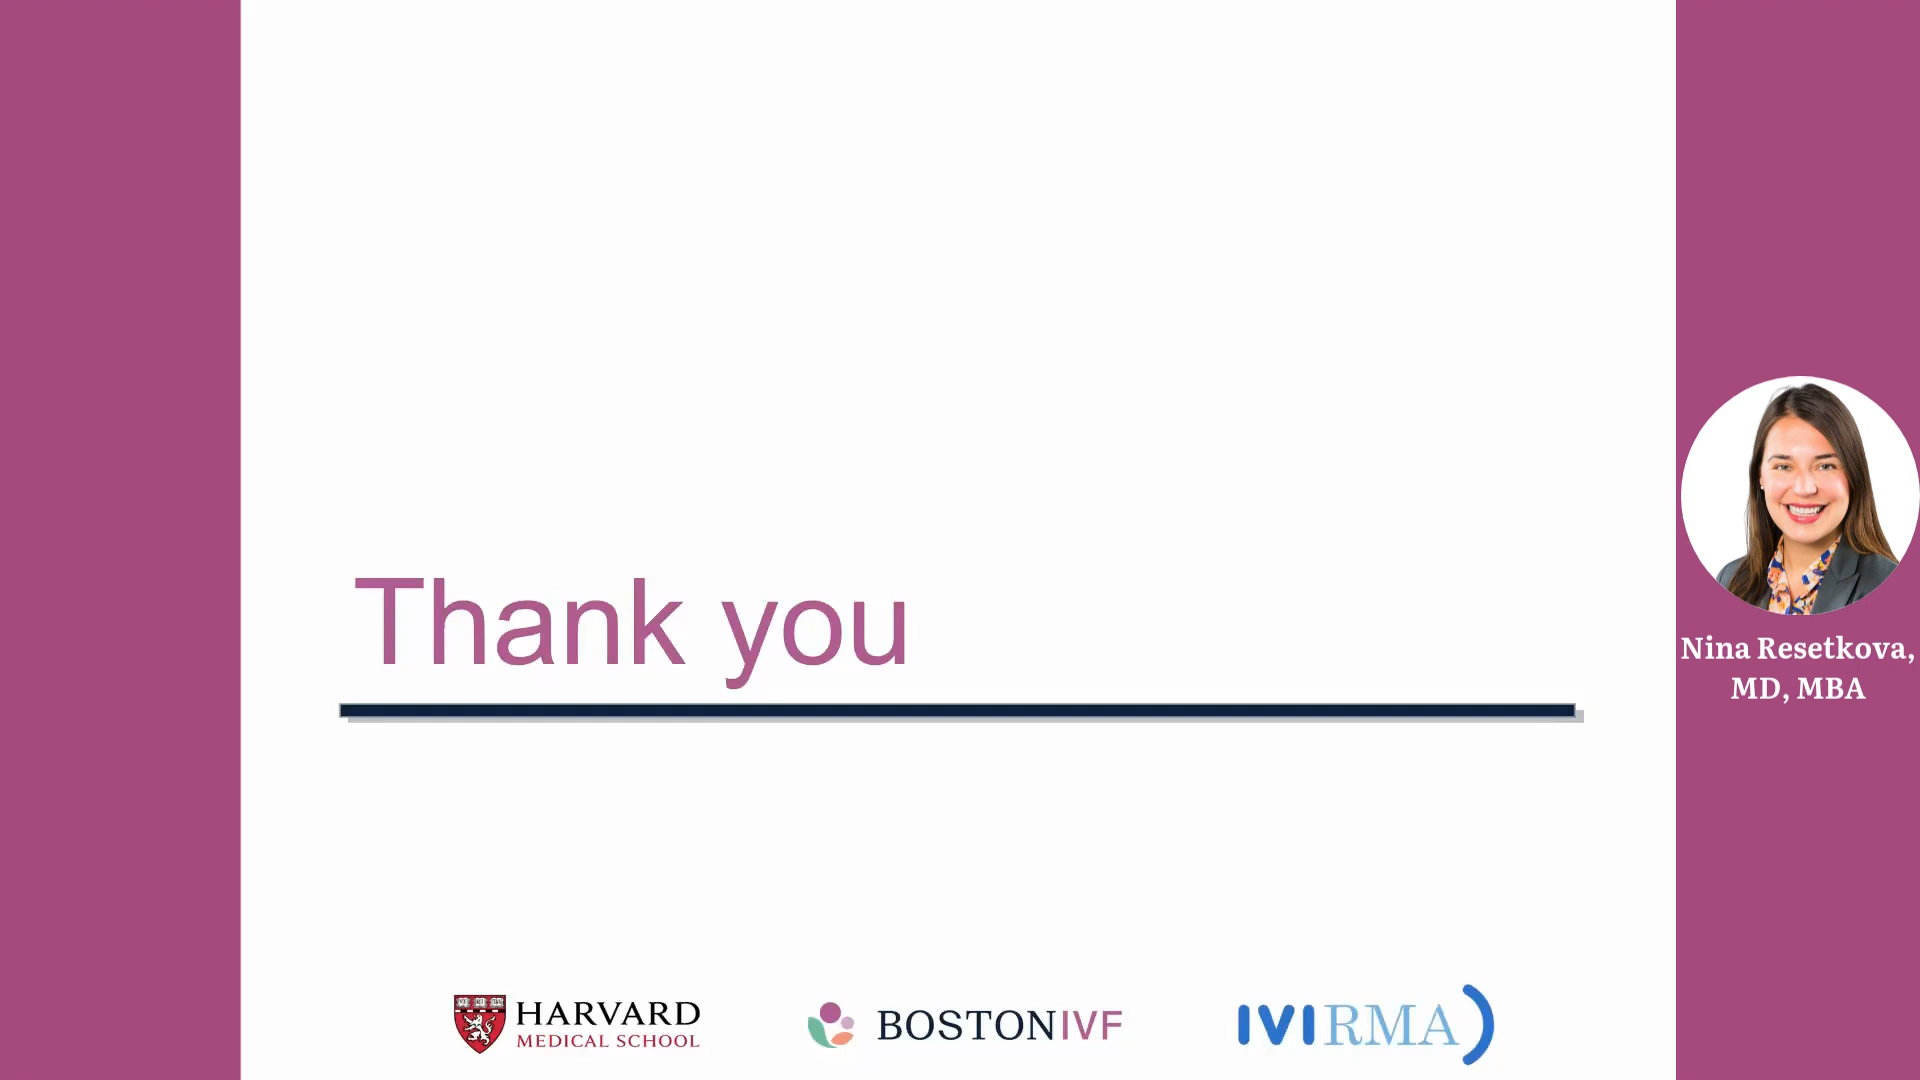 Thank you
Nina Resetkova,
MD, MBA
HARVARD
MEDICAL SCHOOL
BOSTONIVF
IVIRMA